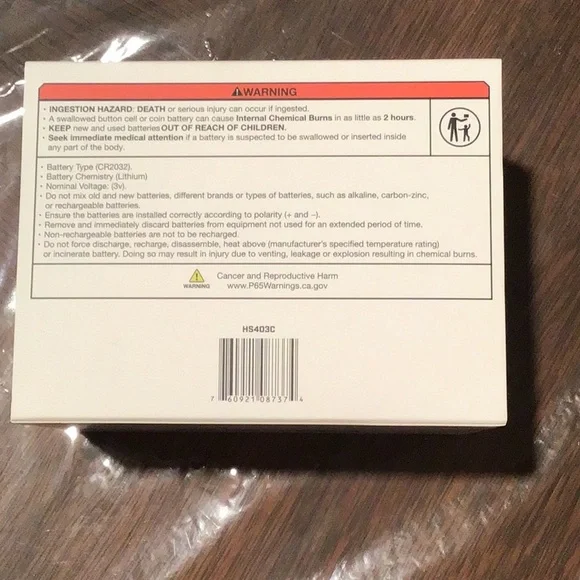 ⚠WARNING
• INGESTION HAZARD: DEATH or serious injury can occur if ingested.
• A swallowed button cell or coin battery can cause Internal Chemical Burns in as little as 2 hours.
• KEEP new and used batteries OUT OF REACH OF CHILDREN.
• Seek immediate medical attention if a battery is suspected to be swallowed or inserted inside
any part of the body.
• Battery Type (CR2032).
• Battery Chemistry (Lithium)
• Nominal Voltage: (3v).
• Do not mix old and new batteries, different brands or types of batteries, such as alkaline, carbon-zinc,
or rechargeable batteries.
• Ensure the batteries are installed correctly according to polarity (+ and −).
• Remove and immediately discard batteries from equipment not used for an extended period of time.
• Non-rechargeable batteries are not to be recharged.
• Do not force discharge, recharge, disassemble, heat above (manufacturer's specified temperature rating)
or incinerate battery. Doing so may result in injury due to venting, leakage or explosion resulting in chemical burns.
WARNING
Cancer and Reproductive Harm
www.P65Warnings.ca.gov
HS403C
7 60921 08737 4